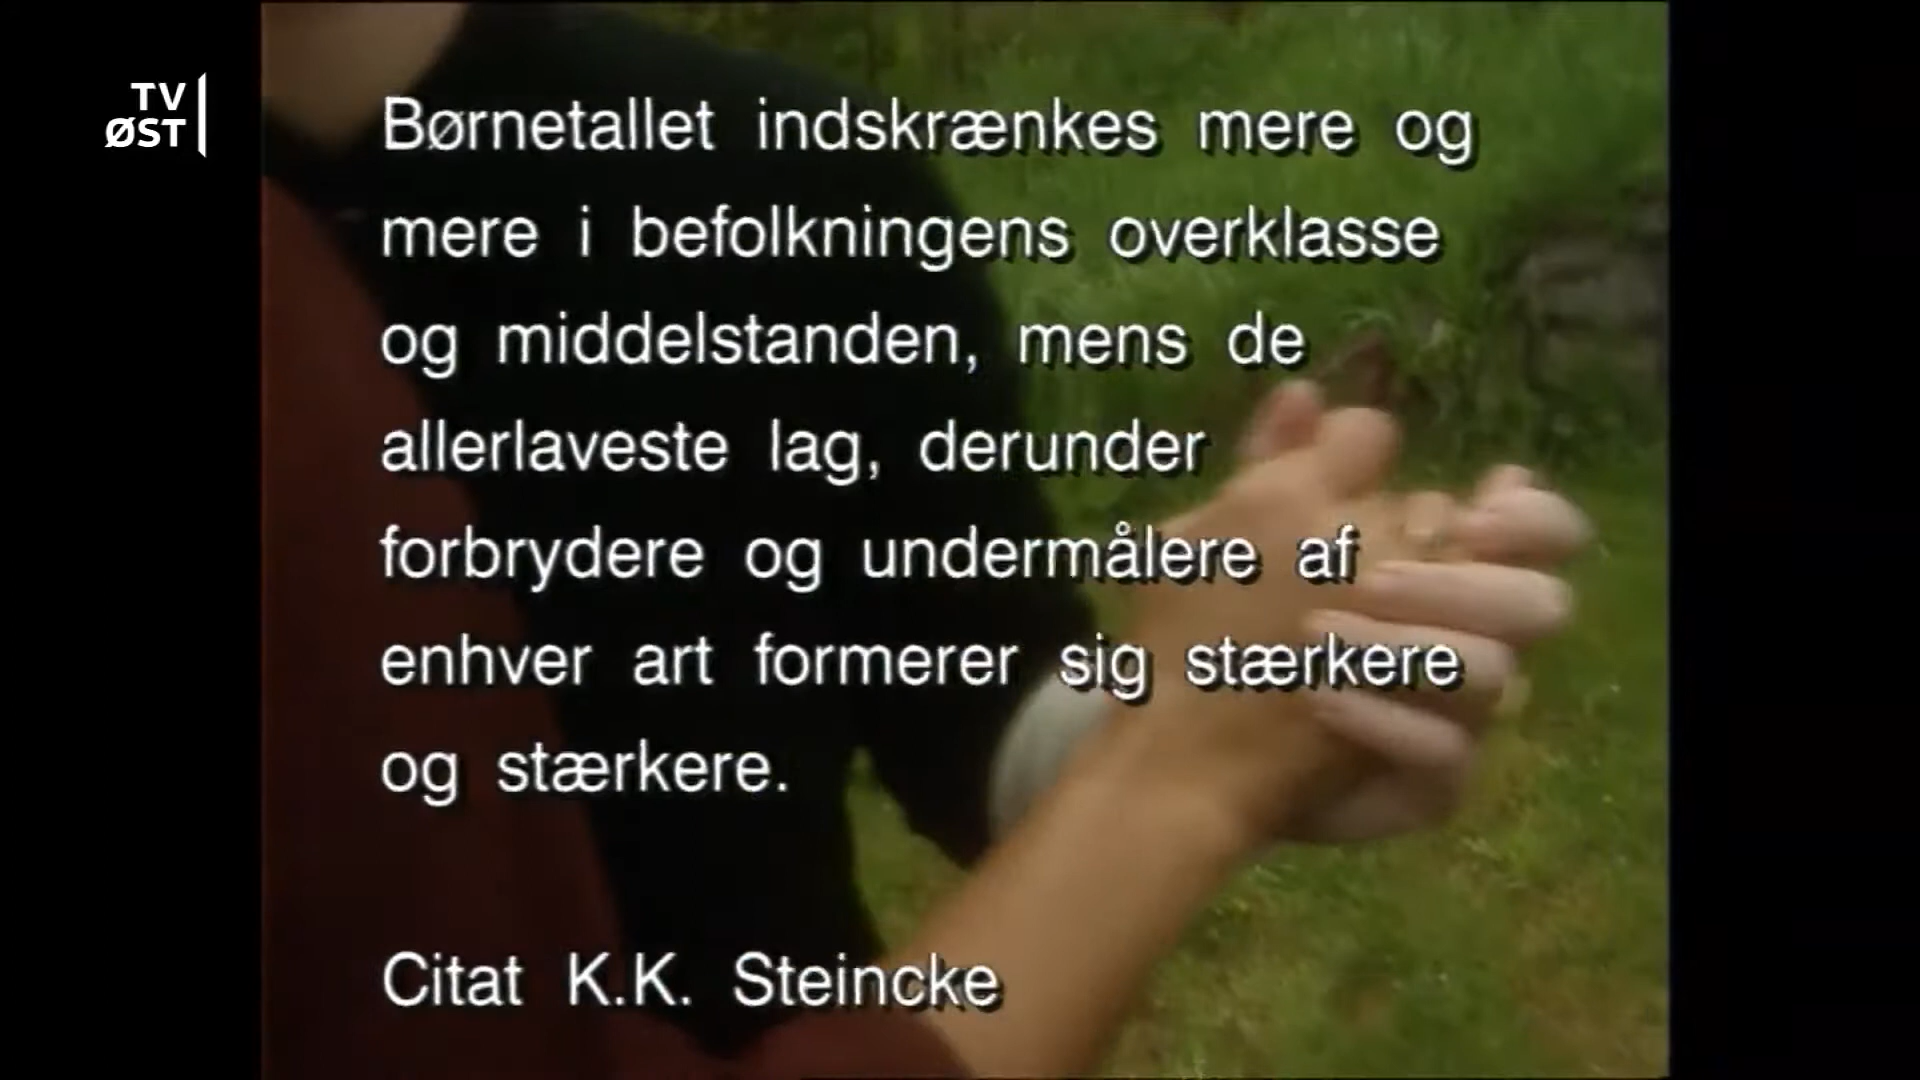 TV
ØST
Børnetallet indskrænkes mere og
mere i befolkningens overklasse
og middelstanden, mens de
allerlaveste lag, derunder
forbrydere og undermålere af
enhver art formerer sig stærkere
og stærkere.
Citat K.K. Steincke